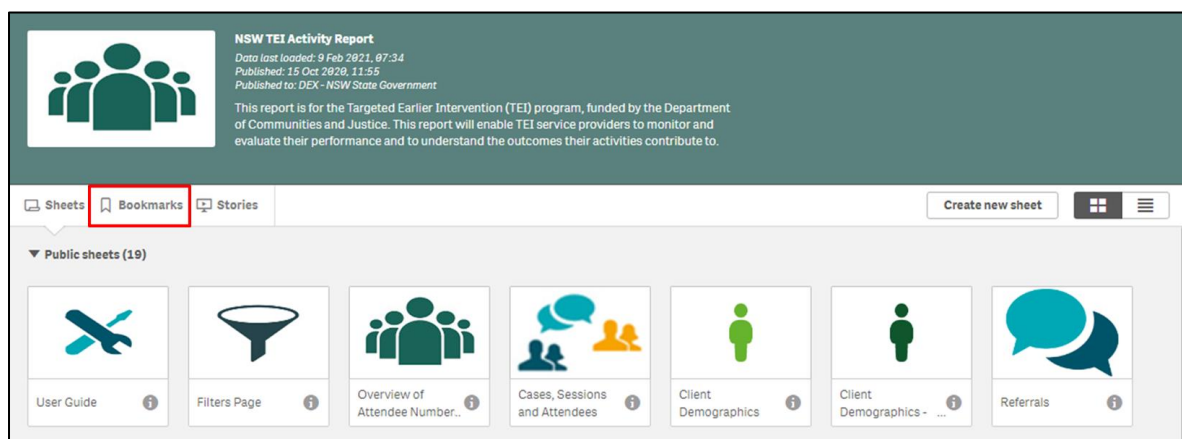 NSW TEI Activity Report
Data last loaded: 9 Feb 2021, 07:34
Published: 15 Oct 2020, 11:55
Published to: DEX - NSW State Government
This report is for the Targeted Earlier Intervention (TEI) program, funded by the Department
of Communities and Justice. This report will enable TEI service providers to monitor and
evaluate their performance and to understand the outcomes their activities contribute to.
Sheets Bookmarks Stories
Create new sheet
Public sheets (19)
User Guide
Filters Page
Overview of
Attendee Number..
Cases, Sessions
and Attendees
Client
Demographics
Client
Demographics - ...
Referrals